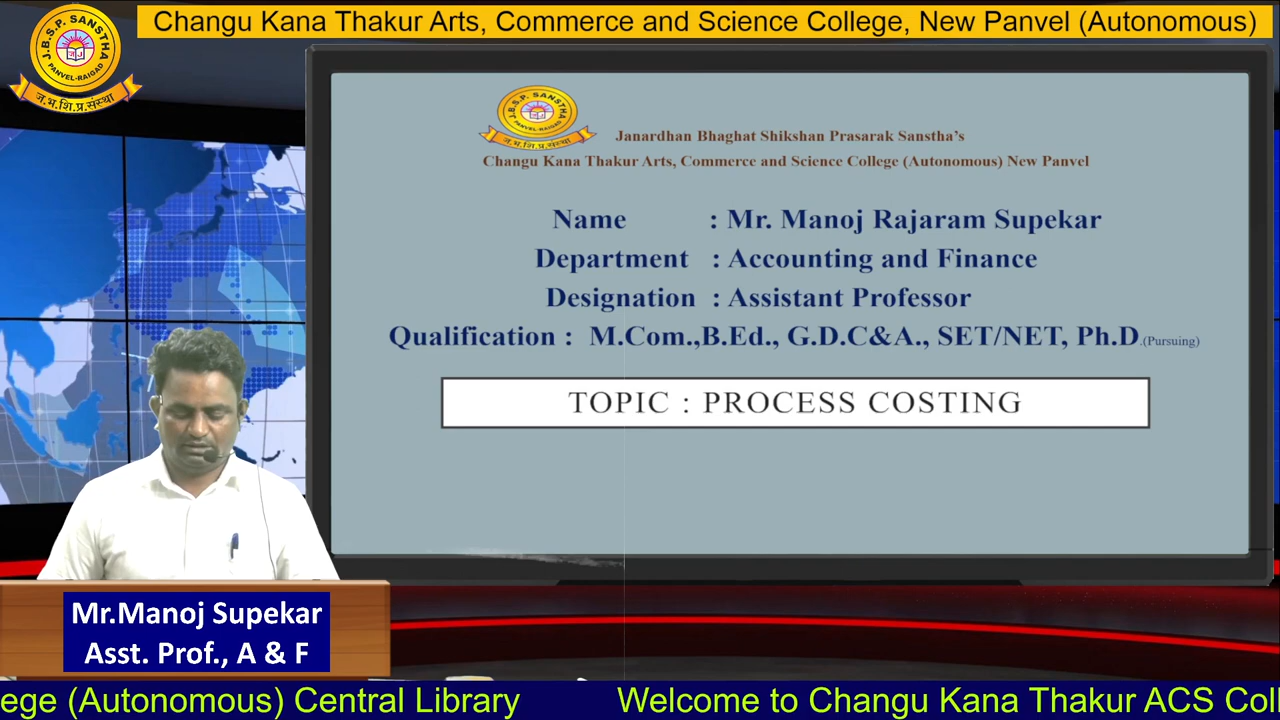 Changu Kana Thakur Arts, Commerce and Science College, New Panvel (Autonomous)
J.B.S.P. SANSTHA
PANVEL-RAIGAD
ज.भ.शि.प्र.संस्था
J.B.S.P. SANSTHA
PANVEL-RAIGAD
ज.भ.शि.प्र.संस्था
Janardhan Bhaghat Shikshan Prasarak Sanstha's
Changu Kana Thakur Arts, Commerce and Science College (Autonomous) New Panvel
Name : Mr. Manoj Rajaram Supekar
Department : Accounting and Finance
Designation : Assistant Professor
Qualification : M.Com.,B.Ed., G.D.C&A., SET/NET, Ph.D.(Pursuing)
TOPIC : PROCESS COSTING
Mr.Manoj Supekar
Asst. Prof., A & F
ege (Autonomous) Central Library Welcome to Changu Kana Thakur ACS Coll